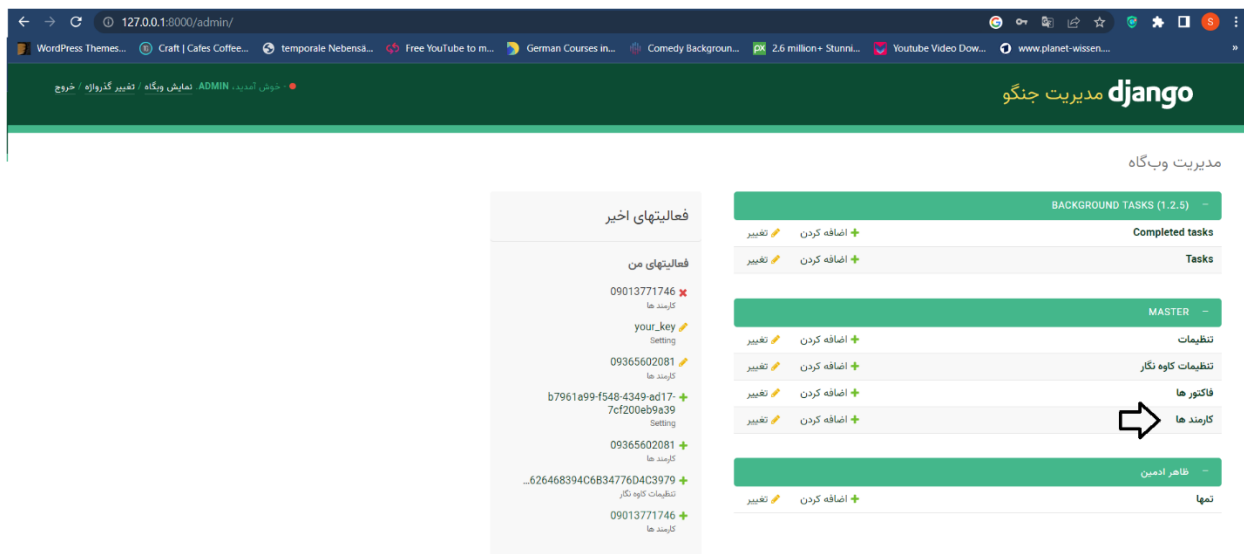 127.0.0.1:8000/admin/
WordPress Themes...
Craft | Cafes Coffee...
temporale Nebensä...
Free YouTube to m...
German Courses in...
Comedy Backgroun...
px 2.6 million+ Stunni...
Youtube Video Dow...
www.planet-wissen....
»
django مدیریت جنگو
- خوش آمدید، ADMIN. نمایش وبگاه / تغییر گذرواژه / خروج
مدیریت وب‌گاه
BACKGROUND TASKS (1.2.5) –
Completed tasks اضافه کردن تغییر
Tasks اضافه کردن تغییر
MASTER –
تنظیمات اضافه کردن تغییر
تنظیمات کاوه نگار اضافه کردن تغییر
فاکتور ها اضافه کردن تغییر
کارمند ها اضافه کردن تغییر
– ظاهر ادمین
تمها اضافه کردن تغییر
فعالیتهای اخیر
فعالیتهای من
09013771746
کارمند ها
your_key
Setting
09365602081
کارمند ها
b7961a99-f548-4349-ad17-
7cf200eb9a39
Setting
09365602081
کارمند ها
...626468394C6B34776D4C3979
تنظیمات کاوه نگار
09013771746
کارمند ها